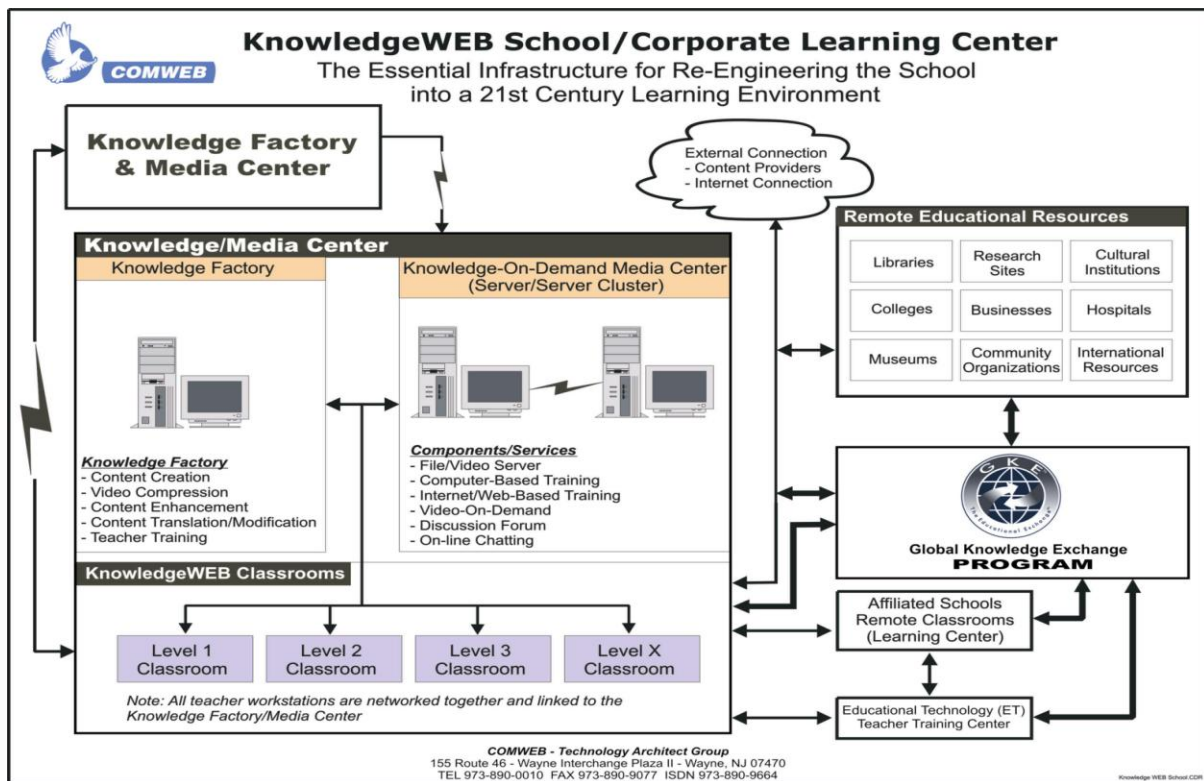 COMWEB
KnowledgeWEB School/Corporate Learning Center
The Essential Infrastructure for Re-Engineering the School
into a 21st Century Learning Environment
Knowledge Factory
& Media Center
External Connection
- Content Providers
- Internet Connection
Knowledge/Media Center
Knowledge Factory
Knowledge-On-Demand Media Center
(Server/Server Cluster)
Knowledge Factory
- Content Creation
- Video Compression
- Content Enhancement
- Content Translation/Modification
- Teacher Training
Components/Services
- File/Video Server
- Computer-Based Training
- Internet/Web-Based Training
- Video-On-Demand
- Discussion Forum
- On-line Chatting
Remote Educational Resources
Libraries
Research
Sites
Cultural
Institutions
Colleges
Businesses
Hospitals
Museums
Community
Organizations
International
Resources
GKE
The Educational Exchange
Global Knowledge Exchange
PROGRAM
KnowledgeWEB Classrooms
Level 1
Classroom
Level 2
Classroom
Level 3
Classroom
Level X
Classroom
Note: All teacher workstations are networked together and linked to the
Knowledge Factory/Media Center
Affiliated Schools
Remote Classrooms
(Learning Center)
Educational Technology (ET)
Teacher Training Center
COMWEB - Technology Architect Group
155 Route 46 - Wayne Interchange Plaza II - Wayne, NJ 07470
TEL 973-890-0010 FAX 973-890-9077 ISDN 973-890-9664
Knowledge WEB School.CDR